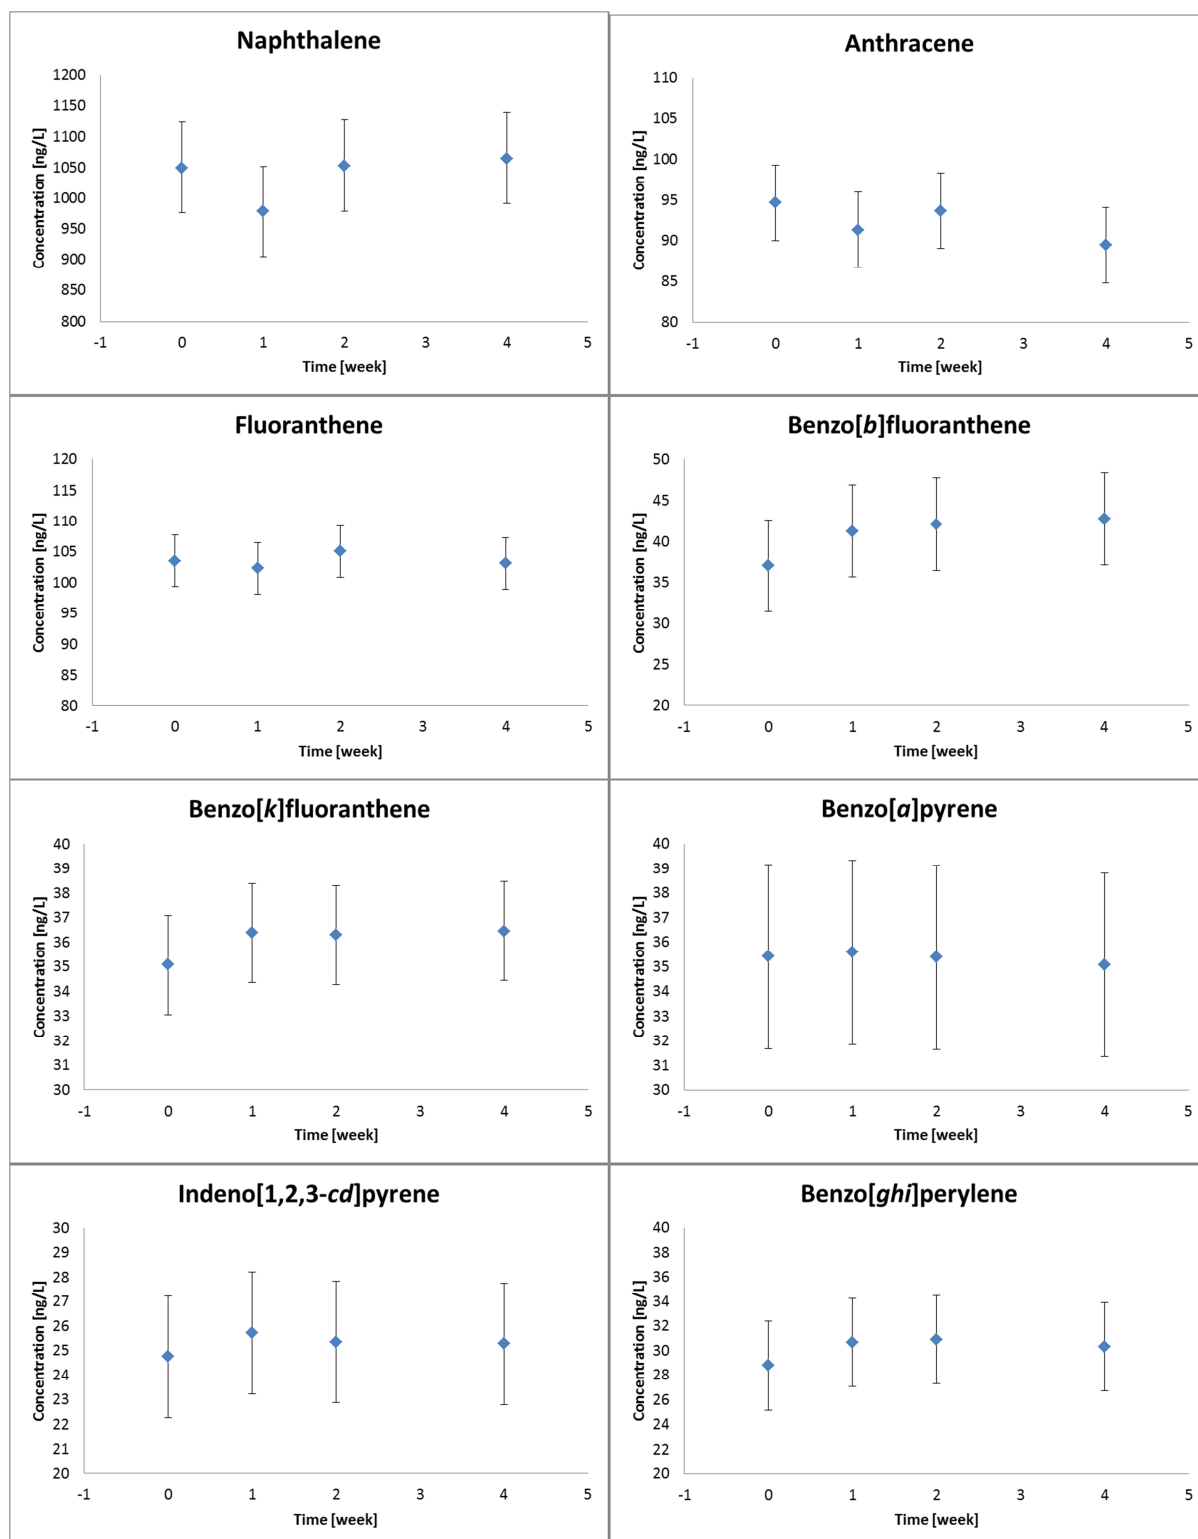 Naphthalene
Concentration [ng/L]
1200
1150
1100
1050
1000
950
900
850
800
-1 0 1 2 3 4 5
Time [week]
Anthracene
Concentration [ng/L]
110
105
100
95
90
85
80
-1 0 1 2 3 4 5
Time [week]
Fluoranthene
Concentration [ng/L]
120
115
110
105
100
95
90
85
80
-1 0 1 2 3 4 5
Time [week]
Benzo[b]fluoranthene
Concentration [ng/L]
50
45
40
35
30
25
20
-1 0 1 2 3 4 5
Time [week]
Benzo[k]fluoranthene
Concentration [ng/L]
40
39
38
37
36
35
34
33
32
31
30
-1 0 1 2 3 4 5
Time [week]
Benzo[a]pyrene
Concentration [ng/L]
40
39
38
37
36
35
34
33
32
31
30
-1 0 1 2 3 4 5
Time [week]
Indeno[1,2,3-cd]pyrene
Concentration [ng/L]
30
29
28
27
26
25
24
23
22
21
20
-1 0 1 2 3 4 5
Time [week]
Benzo[ghi]perylene
Concentration [ng/L]
40
38
36
34
32
30
28
26
24
22
20
-1 0 1 2 3 4 5
Time [week]